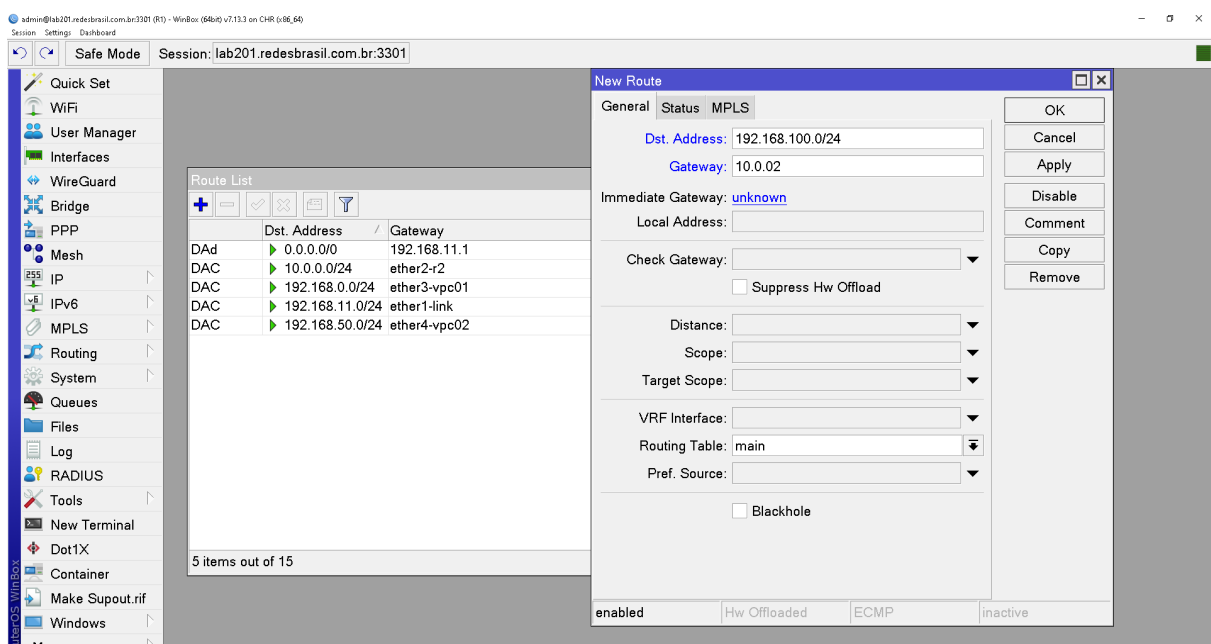 admin@lab201.redesbrasil.com.br:3301 (R1) - WinBox (64bit) v7.13.3 on CHR (x86_64)
Session Settings Dashboard
Safe Mode Session: lab201.redesbrasil.com.br:3301
Quick Set
WiFi
User Manager
Interfaces
WireGuard
Bridge
PPP
Mesh
255 IP
v6 IPv6
MPLS
Routing
System
Queues
Files
Log
RADIUS
Tools
New Terminal
Dot1X
Container
Make Supout.rif
Windows
uterOS WinBox
Route List
Dst. Address / Gateway
DAd 0.0.0.0/0 192.168.11.1
DAC 10.0.0.0/24 ether2-r2
DAC 192.168.0.0/24 ether3-vpc01
DAC 192.168.11.0/24 ether1-link
DAC 192.168.50.0/24 ether4-vpc02
5 items out of 15
New Route
General Status MPLS
Dst. Address: 192.168.100.0/24
Gateway: 10.0.02
Immediate Gateway: unknown
Local Address:
Check Gateway:
Suppress Hw Offload
Distance:
Scope:
Target Scope:
VRF Interface:
Routing Table: main
Pref. Source:
Blackhole
enabled Hw Offloaded ECMP inactive
OK
Cancel
Apply
Disable
Comment
Copy
Remove